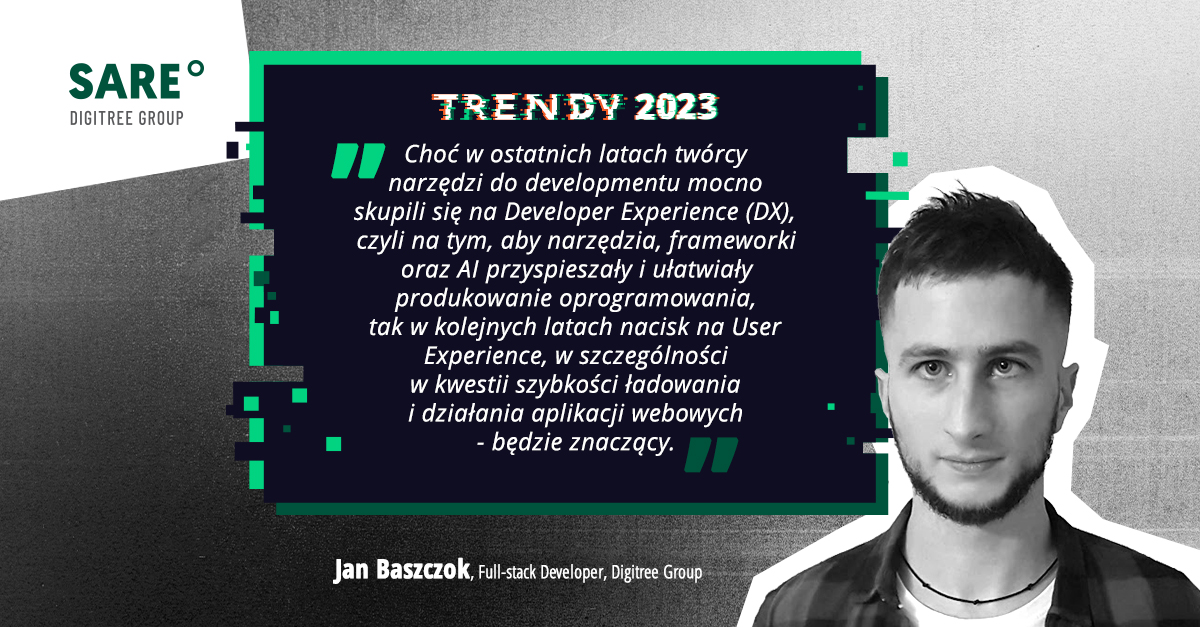 SARE°
DIGITREE GROUP
TRENDY 2023
Choć w ostatnich latach twórcy
narzędzi do developmentu mocno
skupili się na Developer Experience (DX),
czyli na tym, aby narzędzia, frameworki
oraz AI przyspieszały i ułatwiały
produkowanie oprogramowania,
tak w kolejnych latach nacisk na User
Experience, w szczególności
w kwestii szybkości ładowania
i działania aplikacji webowych
- będzie znaczący.
Jan Baszczok, Full-stack Developer, Digitree Group